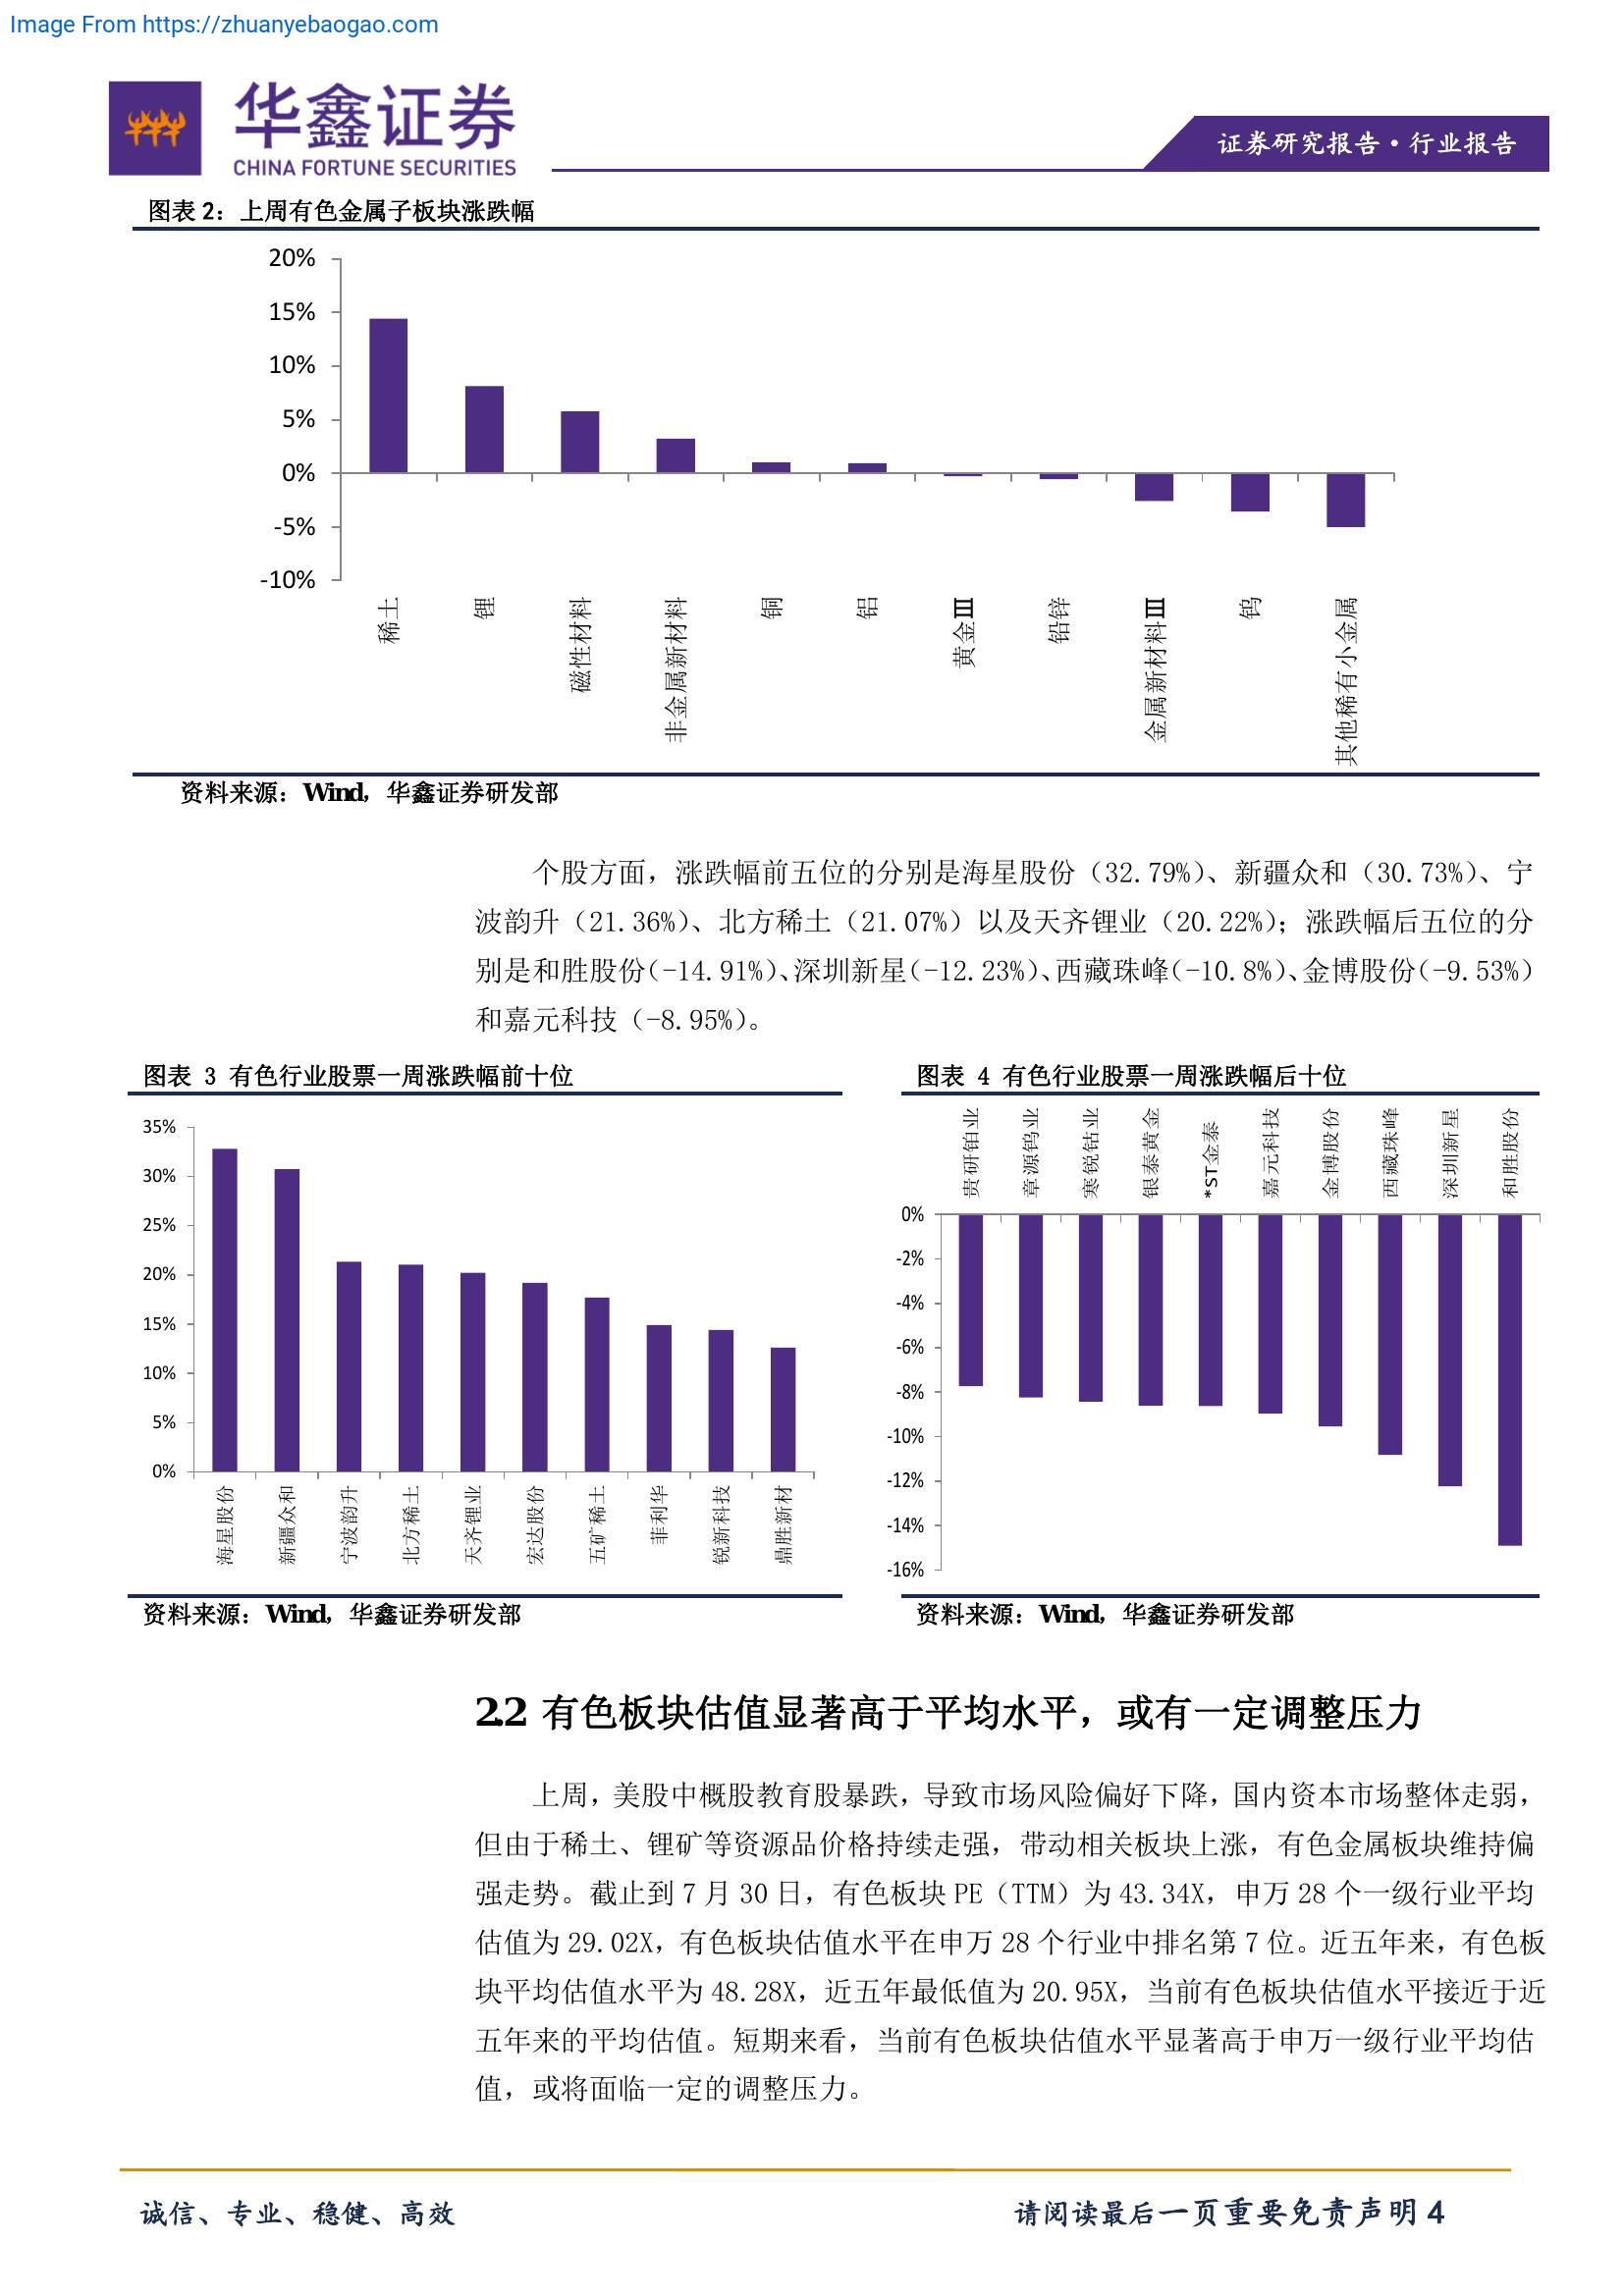 Image From https://zhuanyebaogao.com
华鑫证券
CHINA FORTUNE SECURITIES
证券研究报告·行业报告
图表 2：上周有色金属子板块涨跌幅
20%
15%
10%
5%
0%
-5%
-10%
稀土
锂
磁性材料
非金属新材料
铜
铝
黄金Ⅲ
铅锌
金属新材料Ⅲ
钨
其他稀有小金属
资料来源：Wind，华鑫证券研发部
个股方面，涨跌幅前五位的分别是海星股份（32.79%）、新疆众和（30.73%）、宁
波韵升（21.36%）、北方稀土（21.07%）以及天齐锂业（20.22%）；涨跌幅后五位的分
别是和胜股份（-14.91%）、深圳新星（-12.23%）、西藏珠峰（-10.8%）、金博股份（-9.53%）
和嘉元科技（-8.95%）。
图表 3 有色行业股票一周涨跌幅前十位
35%
30%
25%
20%
15%
10%
5%
0%
海星股份
新疆众和
宁波韵升
北方稀土
天齐锂业
宏达股份
五矿稀土
菲利华
锐新科技
鼎胜新材
资料来源：Wind，华鑫证券研发部
图表 4 有色行业股票一周涨跌幅后十位
贵研铂业
章源钨业
寒锐钴业
银泰黄金
*ST金泰
嘉元科技
金博股份
西藏珠峰
深圳新星
和胜股份
0%
-2%
-4%
-6%
-8%
-10%
-12%
-14%
-16%
资料来源：Wind，华鑫证券研发部
2.2 有色板块估值显著高于平均水平，或有一定调整压力
上周，美股中概股教育股暴跌，导致市场风险偏好下降，国内资本市场整体走弱，
但由于稀土、锂矿等资源品价格持续走强，带动相关板块上涨，有色金属板块维持偏
强走势。截止到 7 月 30 日，有色板块 PE（TTM）为 43.34X，申万 28 个一级行业平均
估值为 29.02X，有色板块估值水平在申万 28 个行业中排名第 7 位。近五年来，有色板
块平均估值水平为 48.28X，近五年最低值为 20.95X，当前有色板块估值水平接近于近
五年来的平均估值。短期来看，当前有色板块估值水平显著高于申万一级行业平均估
值，或将面临一定的调整压力。
诚信、专业、稳健、高效
请阅读最后一页重要免责声明 4